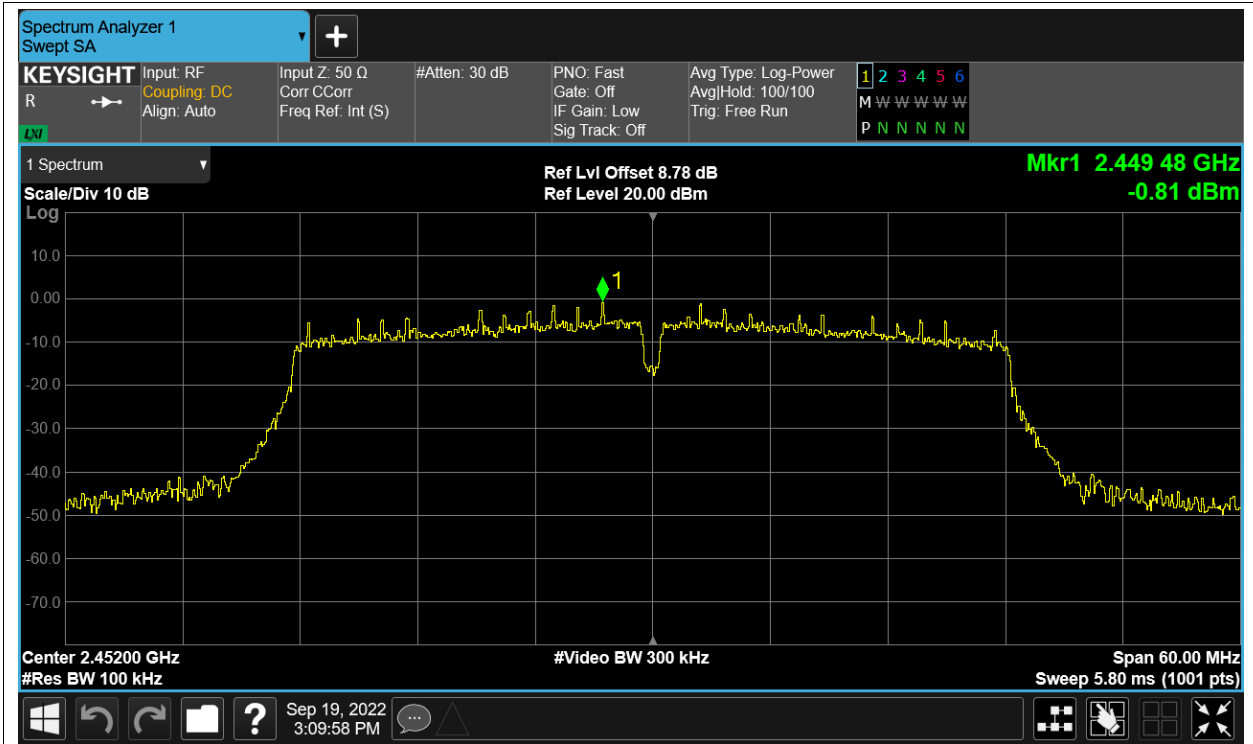 Spectrum Analyzer 1
Swept SA
KEYSIGHT
R
LXI
Input: RF
Coupling: DC
Align: Auto
Input Z: 50 Ω
Corr CCorr
Freq Ref: Int (S)
#Atten: 30 dB
PNO: Fast
Gate: Off
IF Gain: Low
Sig Track: Off
Avg Type: Log-Power
Avg|Hold: 100/100
Trig: Free Run
1 2 3 4 5 6
M W W W W W
P N N N N N
1 Spectrum
Scale/Div 10 dB
Log
Ref Lvl Offset 8.78 dB
Ref Level 20.00 dBm
Mkr1 2.449 48 GHz
-0.81 dBm
1
10.0
0.00
-10.0
-20.0
-30.0
-40.0
-50.0
-60.0
-70.0
Center 2.45200 GHz
#Res BW 100 kHz
#Video BW 300 kHz
Span 60.00 MHz
Sweep 5.80 ms (1001 pts)
?
Sep 19, 2022
3:09:58 PM